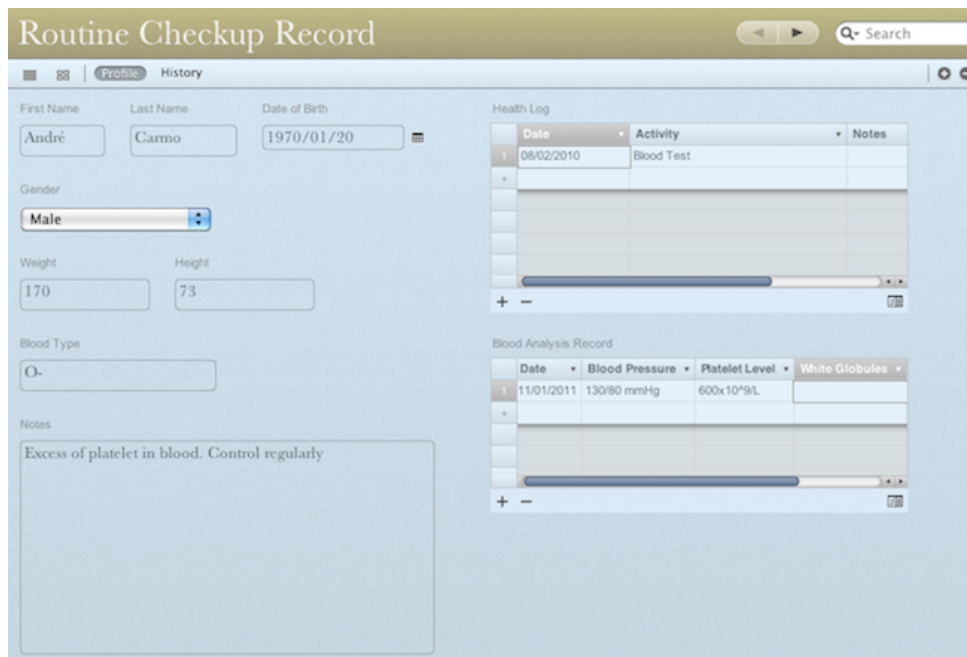 Routine Checkup Record
Search
Profile History
First Name Last Name Date of Birth
André Carmo 1970/01/20
Gender
Male
Weight Height
170 73
Blood Type
O-
Notes
Excess of platelet in blood. Control regularly
Health Log
Date Activity Notes
1 08/02/2010 Blood Test
+
+ −
Blood Analysis Record
Date Blood Pressure Platelet Level White Globules
1 11/01/2011 130/80 mmHg 600x10^9/L
+
+ −